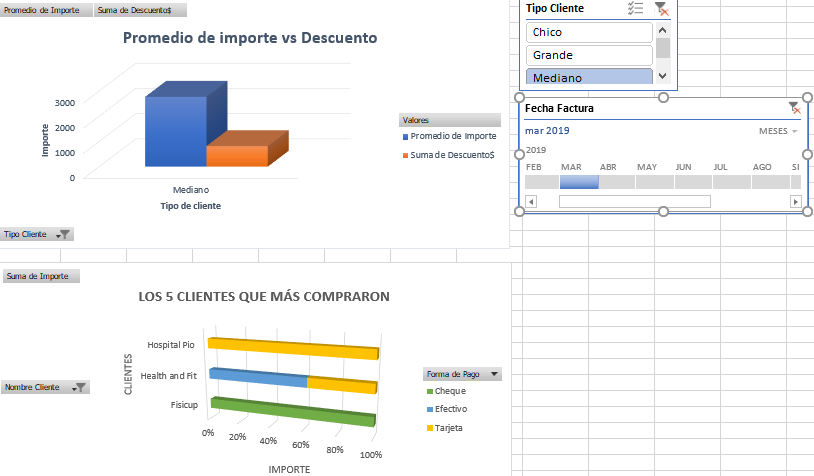 Promedio de Importe
Suma de Descuento$
Promedio de importe vs Descuento
3000
2000
1000
0
Importe
Mediano
Tipo de cliente
Valores
Promedio de Importe
Suma de Descuento$
Tipo Cliente
Tipo Cliente
Chico
Grande
Mediano
Fecha Factura
mar 2019
MESES
2019
FEB MAR ABR MAY JUN JUL AGO SI
Suma de Importe
LOS 5 CLIENTES QUE MÁS COMPRARON
Nombre Cliente
CLIENTES
Hospital Pio
Health and Fit
Fisicup
0% 20% 40% 60% 80% 100%
IMPORTE
Forma de Pago
Cheque
Efectivo
Tarjeta